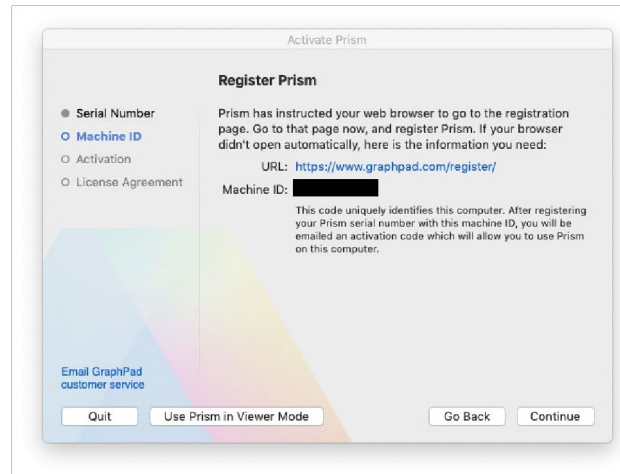 Activate Prism
Register Prism
Serial Number
Machine ID
Activation
License Agreement
Prism has instructed your web browser to go to the registration
page. Go to that page now, and register Prism. If your browser
didn't open automatically, here is the information you need:
URL: https://www.graphpad.com/register/
Machine ID:
This code uniquely identifies this computer. After registering
your Prism serial number with this machine ID, you will be
emailed an activation code which will allow you to use Prism
on this computer.
Email GraphPad
customer service
Quit
Use Prism in Viewer Mode
Go Back
Continue